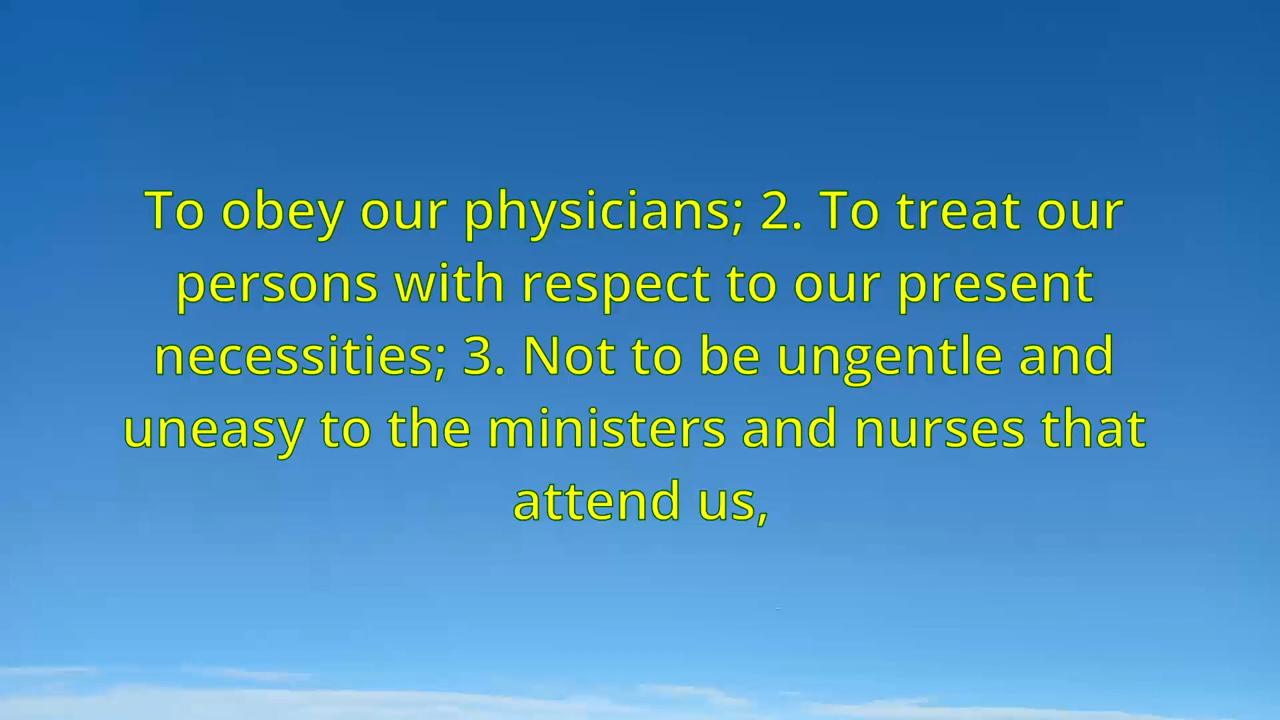 To obey our physicians; 2. To treat our
persons with respect to our present
necessities; 3. Not to be ungentle and
uneasy to the ministers and nurses that
attend us,